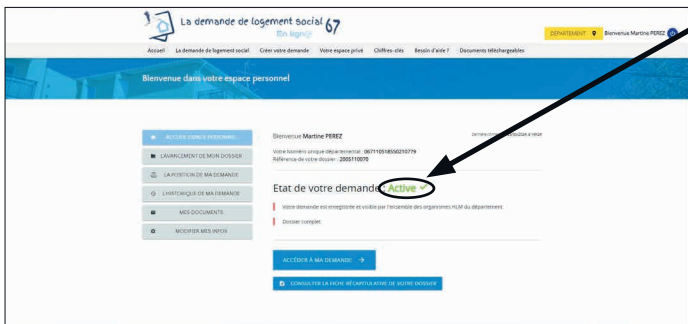 La demande de logement social 67
en ligne
DÉPARTEMENT Bienvenue Martine PEREZ
Accueil La demande de logement social Créer votre demande Votre espace privé Chiffres-clés Besoin d'aide ? Documents téléchargeables
Bienvenue dans votre espace personnel
ACCUEIL ESPACE PERSONNEL
Bienvenue Martine PEREZ
Votre Numéro unique départemental : 067110518550210779
Référence de votre dossier : 2005110070
L'AVANCEMENT DE MON DOSSIER
LA POSITION DE MA DEMANDE
L'HISTORIQUE DE MA DEMANDE
MES DOCUMENTS
MODIFIER MES INFOS
Etat de votre demande : Active
Votre demande est enregistrée et visible par l'ensemble des organismes HLM du département
Dossier complet
ACCÉDER À MA DEMANDE
CONSULTER LA FICHE RÉCAPITULATIVE DE VOTRE DOSSIER